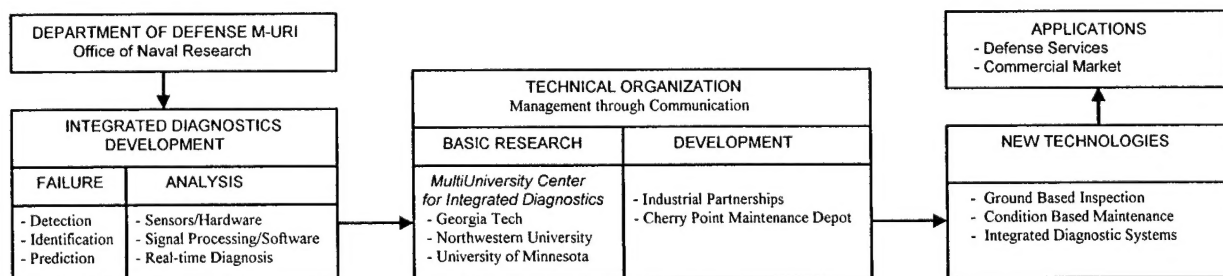 DEPARTMENT OF DEFENSE M-URI
Office of Naval Research
INTEGRATED DIAGNOSTICS
DEVELOPMENT
FAILURE
- Detection
- Identification
- Prediction
ANALYSIS
- Sensors/Hardware
- Signal Processing/Software
- Real-time Diagnosis
TECHNICAL ORGANIZATION
Management through Communication
BASIC RESEARCH
MultiUniversity Center
for Integrated Diagnostics
- Georgia Tech
- Northwestern University
- University of Minnesota
DEVELOPMENT
- Industrial Partnerships
- Cherry Point Maintenance Depot
APPLICATIONS
- Defense Services
- Commercial Market
NEW TECHNOLOGIES
- Ground Based Inspection
- Condition Based Maintenance
- Integrated Diagnostic Systems